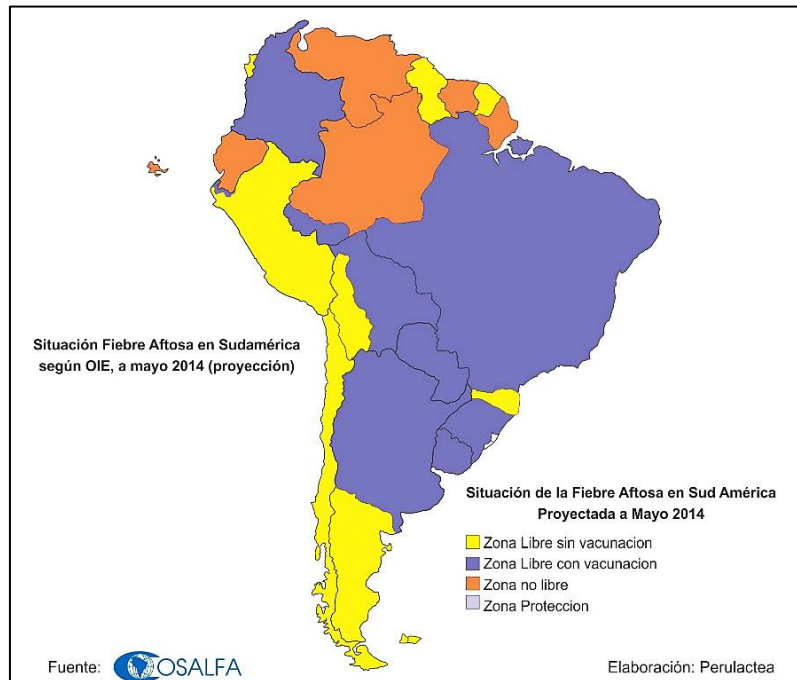 Situación Fiebre Aftosa en Sudamérica
según OIE, a mayo 2014 (proyección)
Situación de la Fiebre Aftosa en Sud América
Proyectada a Mayo 2014
Zona Libre sin vacunacion
Zona Libre con vacunacion
Zona no libre
Zona Proteccion
Fuente: COSALFA
Elaboración: Perulactea